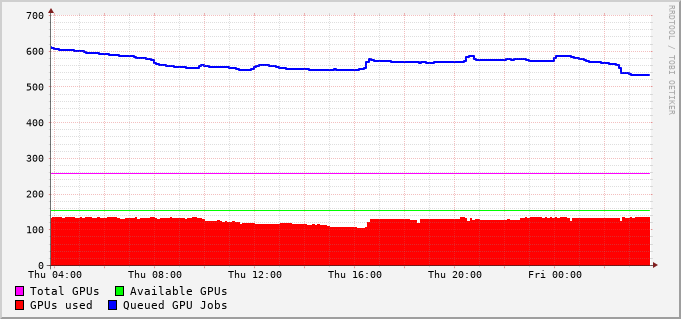 700
600
500
400
300
200
100
0
Thu 04:00 Thu 08:00 Thu 12:00 Thu 16:00 Thu 20:00 Fri 00:00
Total GPUs Available GPUs
GPUs used Queued GPU Jobs
RRDTOOL / TOBI OETIKER